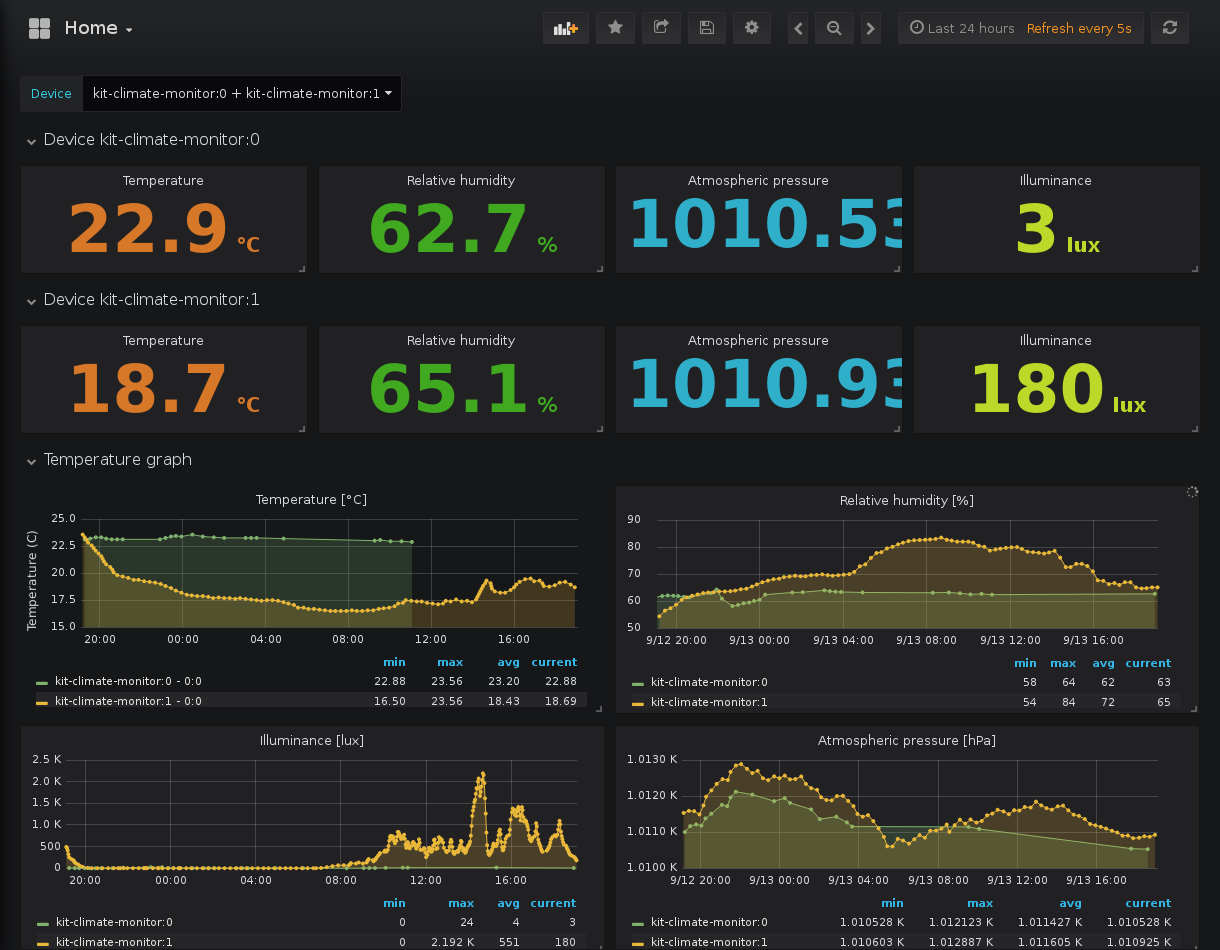 Home
Last 24 hours Refresh every 5s
Device kit-climate-monitor:0 + kit-climate-monitor:1
Device kit-climate-monitor:0
Temperature Relative humidity Atmospheric pressure Illuminance
22.9 °C 62.7 % 1010.53 3 lux
Device kit-climate-monitor:1
Temperature Relative humidity Atmospheric pressure Illuminance
18.7 °C 65.1 % 1010.93 180 lux
Temperature graph
Temperature [°C]
Temperature (C)
25.0
22.5
20.0
17.5
15.0
20:00 00:00 04:00 08:00 12:00 16:00
min max avg current
kit-climate-monitor:0 - 0:0 22.88 23.56 23.20 22.88
kit-climate-monitor:1 - 0:0 16.50 23.56 18.43 18.69
Relative humidity [%]
90
80
70
60
50
9/12 20:00 9/13 00:00 9/13 04:00 9/13 08:00 9/13 12:00 9/13 16:00
min max avg current
kit-climate-monitor:0 58 64 62 63
kit-climate-monitor:1 54 84 72 65
Illuminance [lux]
2.5 K
2.0 K
1.5 K
1.0 K
500
0
20:00 00:00 04:00 08:00 12:00 16:00
min max avg current
kit-climate-monitor:0 0 24 4 3
kit-climate-monitor:1 0 2.192 K 551 180
Atmospheric pressure [hPa]
1.0130 K
1.0120 K
1.0110 K
1.0100 K
9/12 20:00 9/13 00:00 9/13 04:00 9/13 08:00 9/13 12:00 9/13 16:00
min max avg current
kit-climate-monitor:0 1.010528 K 1.012123 K 1.011427 K 1.010528 K
kit-climate-monitor:1 1.010603 K 1.012887 K 1.011605 K 1.010925 K